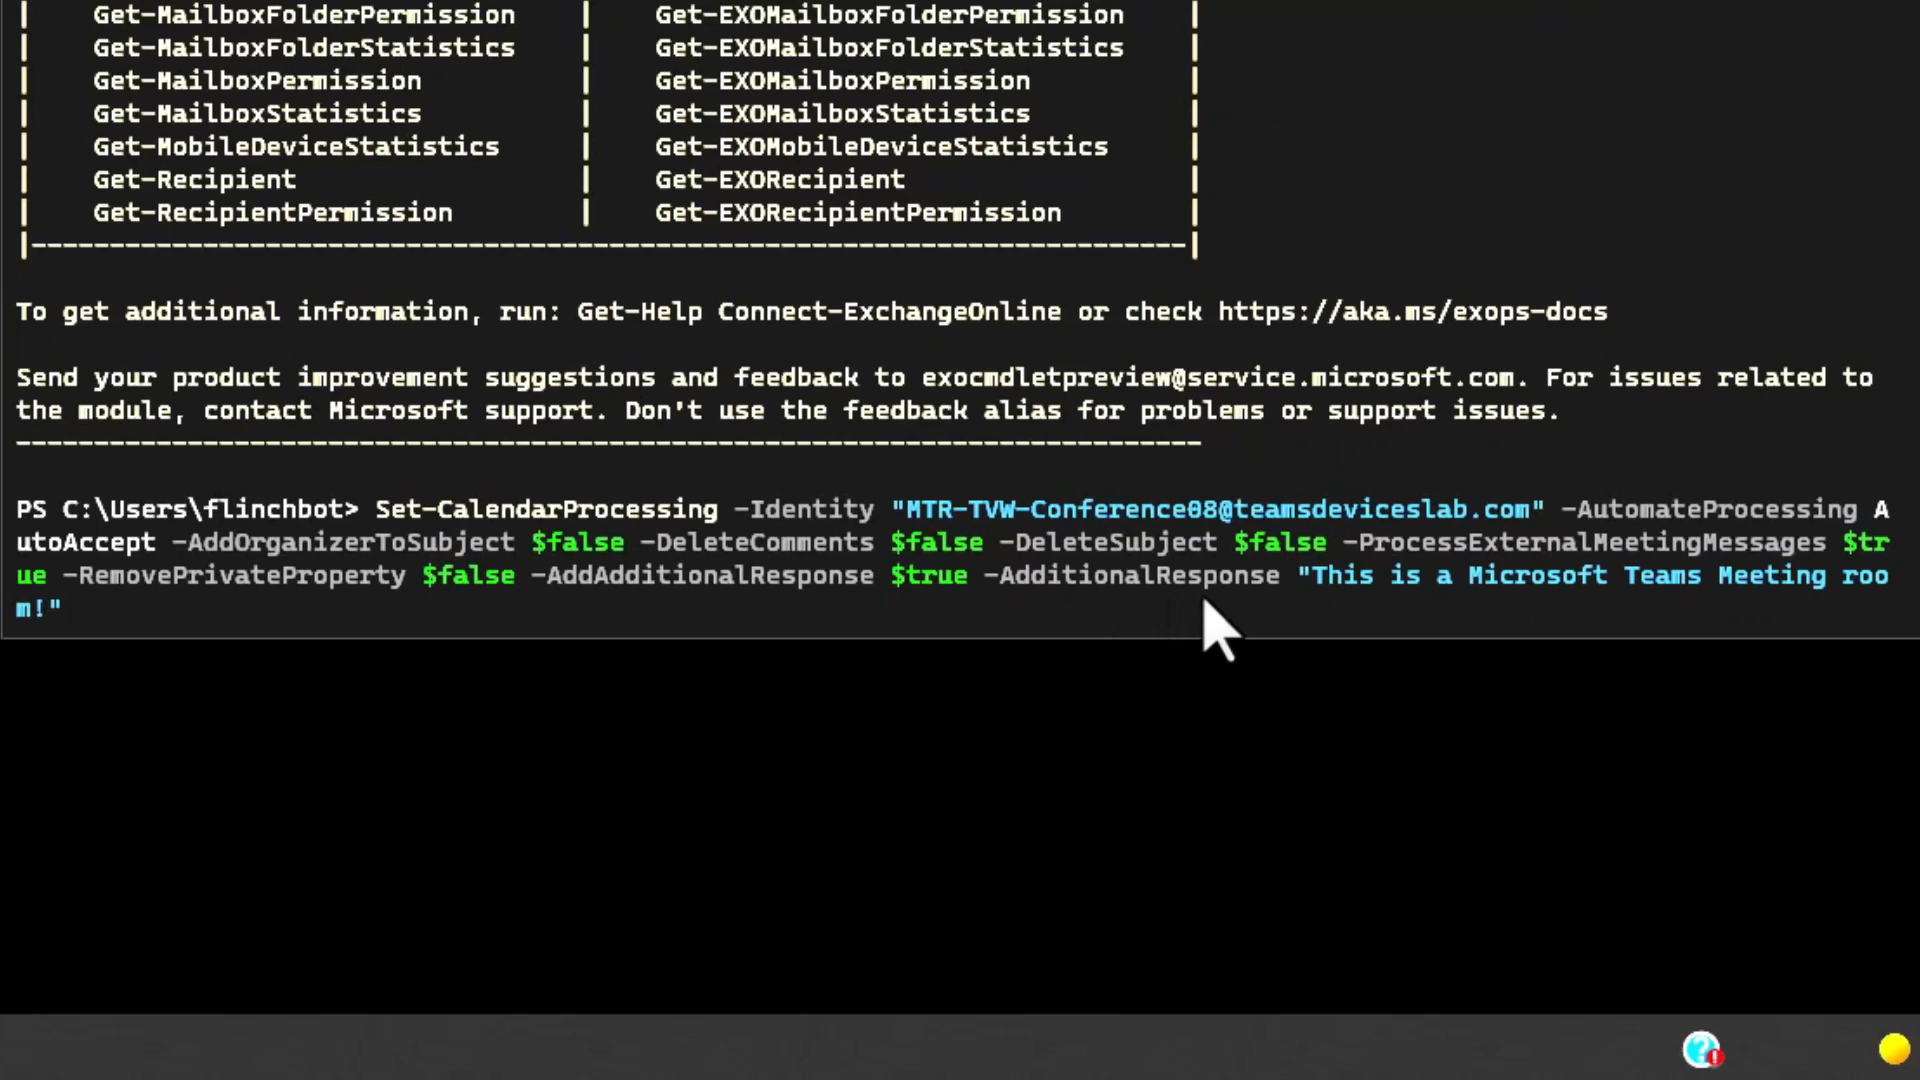 | Get-MailboxFolderPermission | Get-EXOMailboxFolderPermission |
| Get-MailboxFolderStatistics | Get-EXOMailboxFolderStatistics |
| Get-MailboxPermission | Get-EXOMailboxPermission |
| Get-MailboxStatistics | Get-EXOMailboxStatistics |
| Get-MobileDeviceStatistics | Get-EXOMobileDeviceStatistics |
| Get-Recipient | Get-EXORecipient |
| Get-RecipientPermission | Get-EXORecipientPermission |
|--------------------------------------------------------------------------|
To get additional information, run: Get-Help Connect-ExchangeOnline or check https://aka.ms/exops-docs
Send your product improvement suggestions and feedback to exocmdletpreview@service.microsoft.com. For issues related to
the module, contact Microsoft support. Don't use the feedback alias for problems or support issues.
----------------------------------------------------------------------------
PS C:\Users\flinchbot> Set-CalendarProcessing -Identity "MTR-TVW-Conference08@teamsdeviceslab.com" -AutomateProcessing A
utoAccept -AddOrganizerToSubject $false -DeleteComments $false -DeleteSubject $false -ProcessExternalMeetingMessages $tr
ue -RemovePrivateProperty $false -AddAdditionalResponse $true -AdditionalResponse "This is a Microsoft Teams Meeting roo
m!"